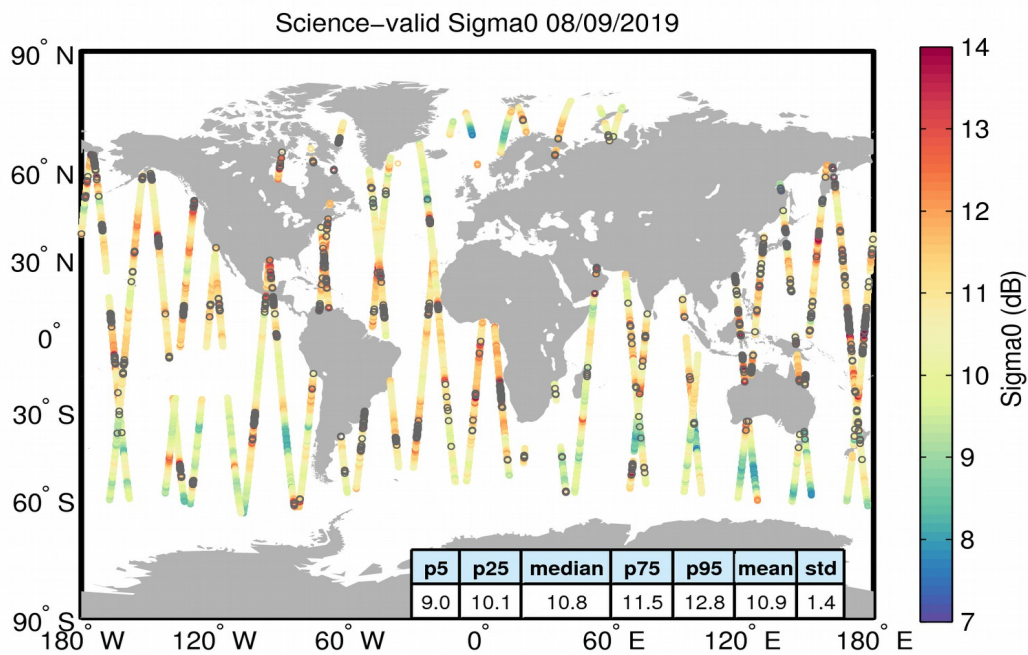 Science−valid Sigma0 08/09/2019
90° N
60° N
30° N
0°
30° S
60° S
90° S
180° W
120° W
60° W
0°
60° E
120° E
180° E
14
13
12
11
10
9
8
7
Sigma0 (dB)
p5 p25 median p75 p95 mean std
9.0 10.1 10.8 11.5 12.8 10.9 1.4